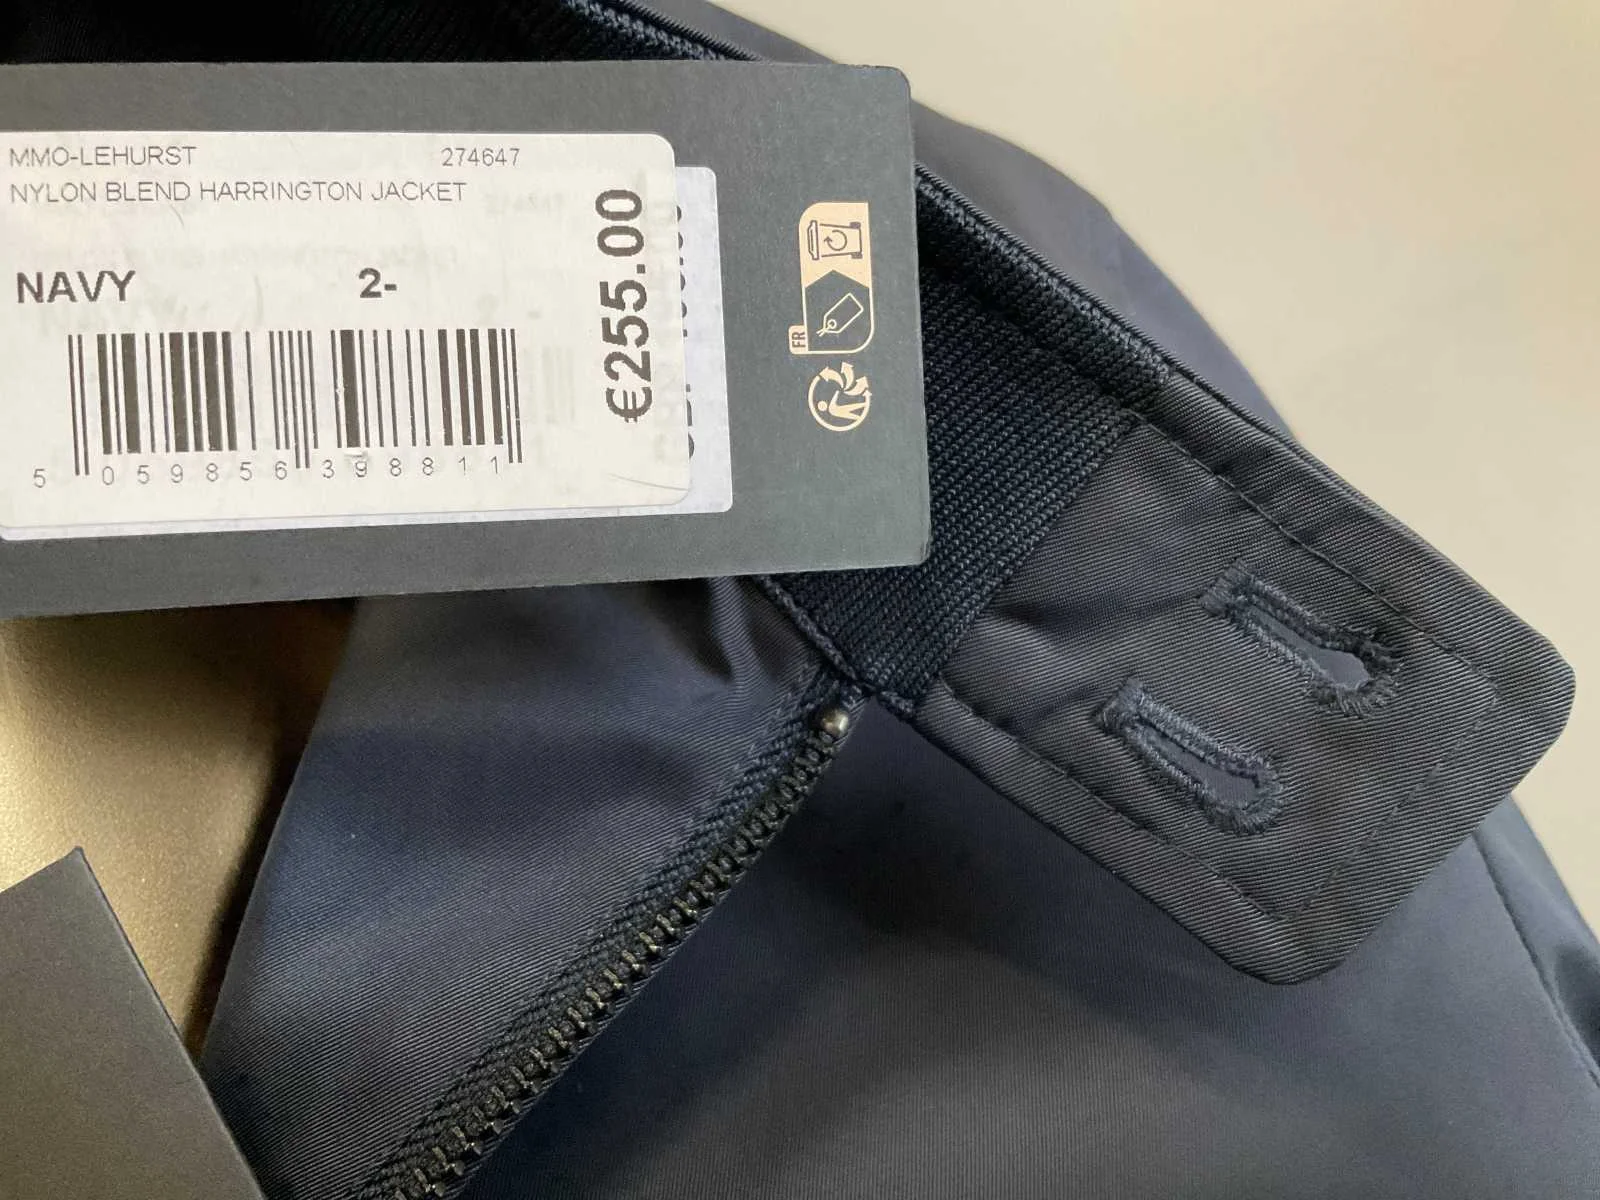 MMO-LEHURST 274647
NYLON BLEND HARRINGTON JACKET
NAVY 2-
€255.00
5 059856 398811
FR